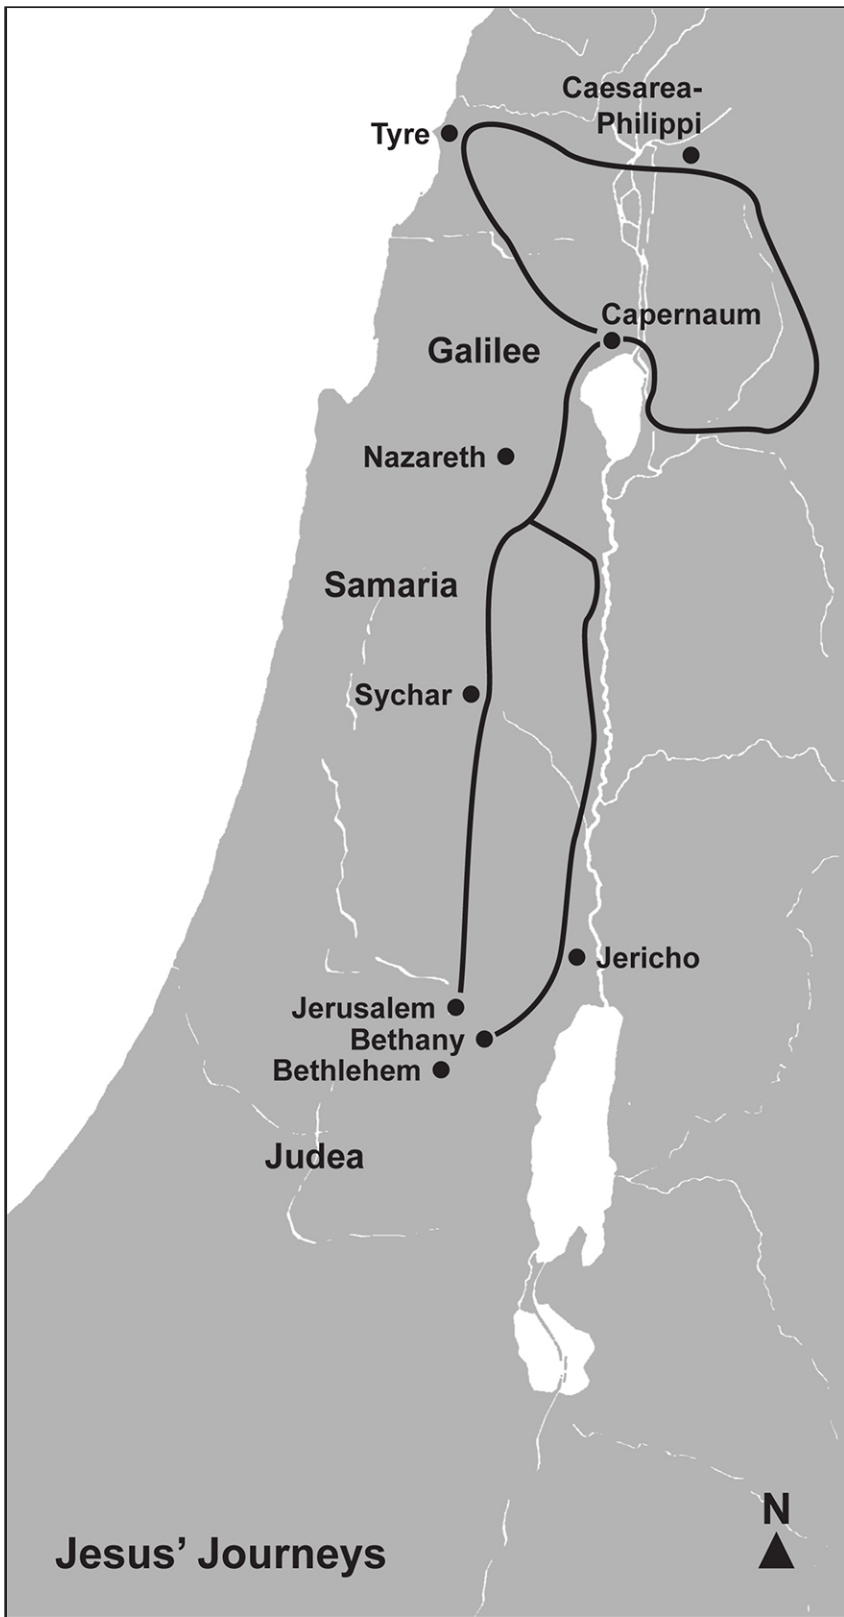 Caesarea-
Philippi
Tyre
Capernaum
Galilee
Nazareth
Samaria
Sychar
Jericho
Jerusalem
Bethany
Bethlehem
Judea
N
Jesus’ Journeys